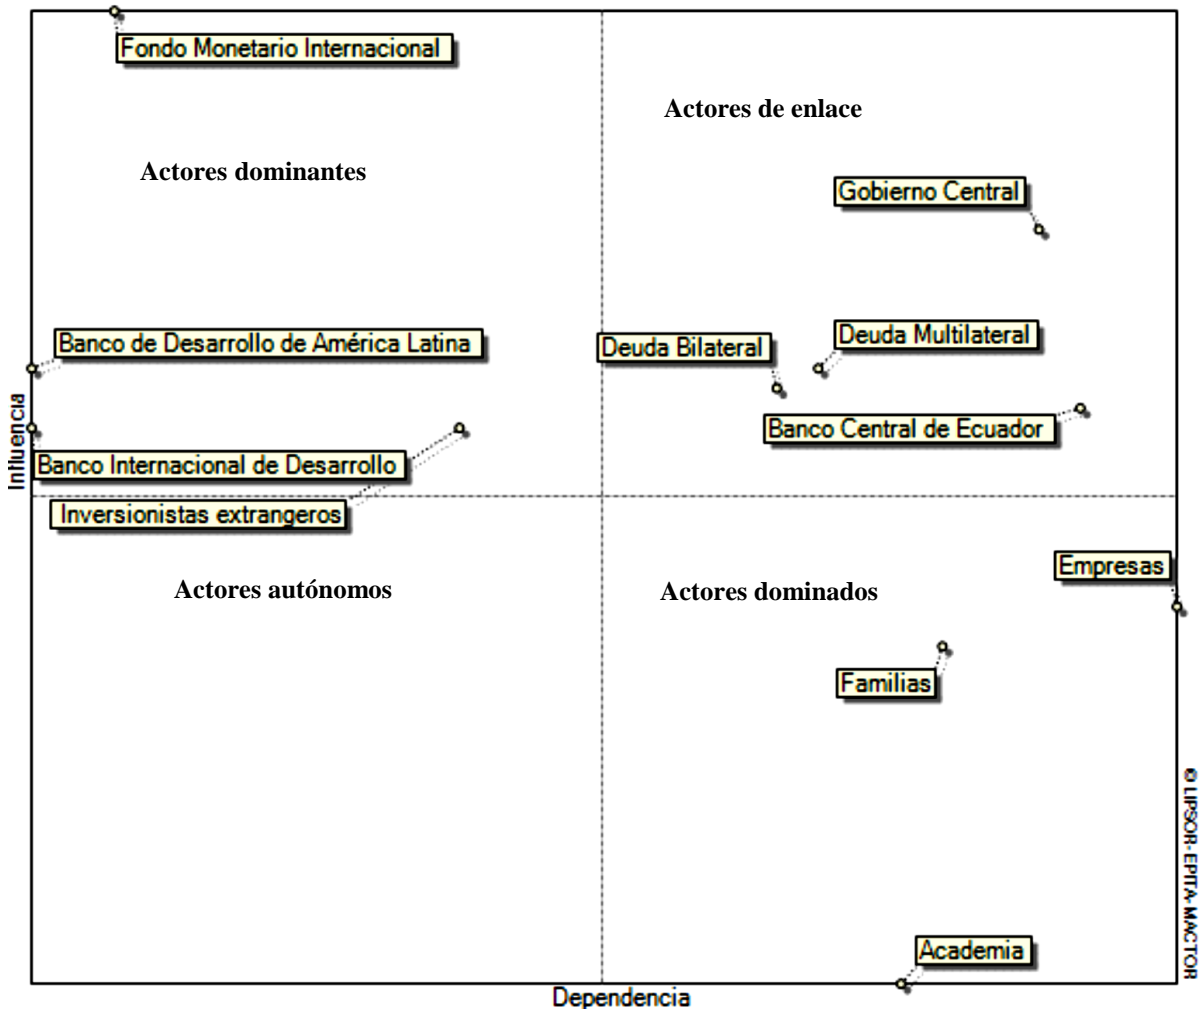 Fondo Monetario Internacional
Actores de enlace
Actores dominantes
Gobierno Central
Banco de Desarrollo de América Latina
Deuda Bilateral
Deuda Multilateral
Banco Central de Ecuador
Influencia
Banco Internacional de Desarrollo
Inversionistas extrangeros
Empresas
Actores autónomos
Actores dominados
Familias
© LIPSOR-EPITA-MACTOR
Academia
Dependencia